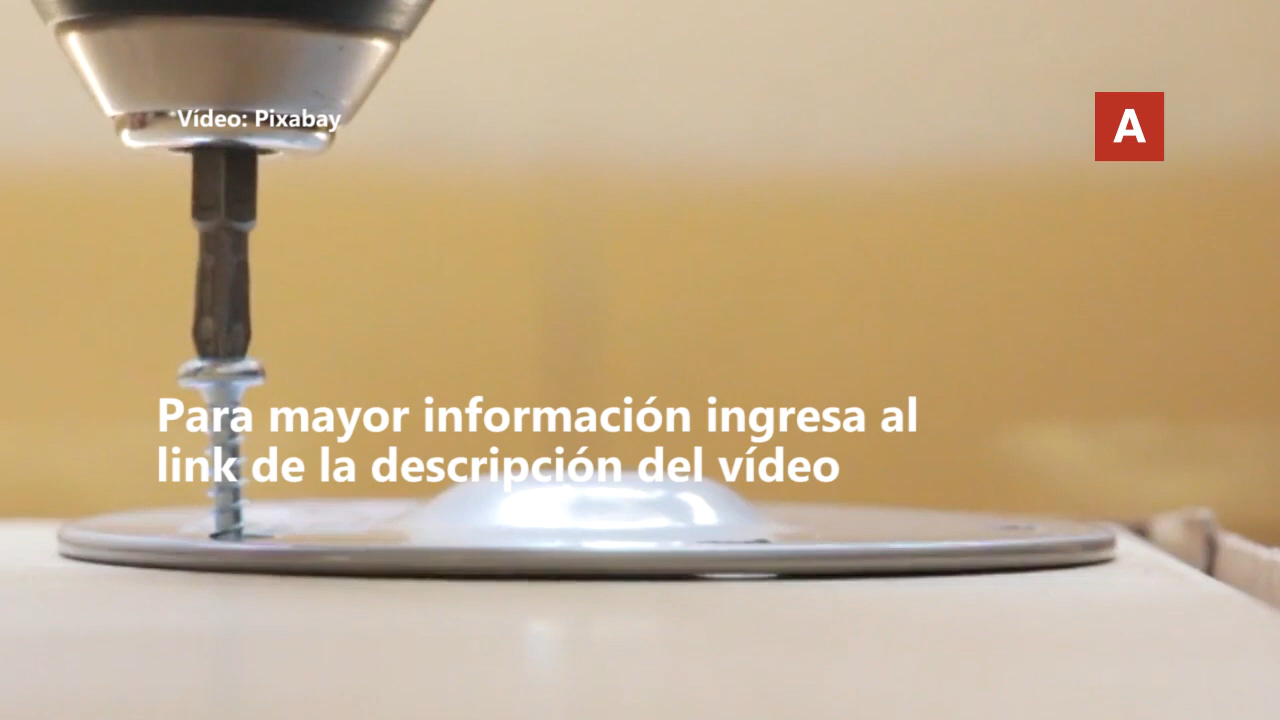 Vídeo: Pixabay
A
Para mayor información ingresa al
link de la descripción del vídeo